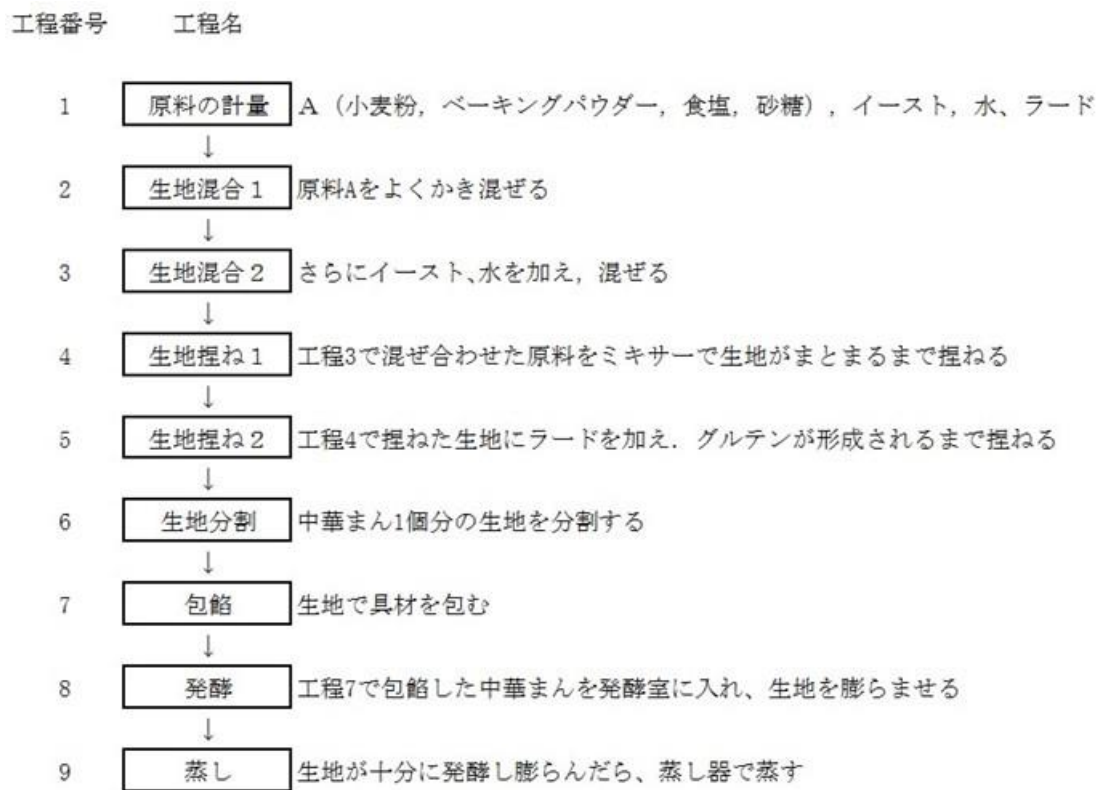 工程番号 工程名
1 原料の計量 A（小麦粉，ベーキングパウダー，食塩，砂糖），イースト，水、ラード
↓
2 生地混合１ 原料Aをよくかき混ぜる
↓
3 生地混合２ さらにイースト、水を加え，混ぜる
↓
4 生地捏ね１ 工程3で混ぜ合わせた原料をミキサーで生地がまとまるまで捏ねる
↓
5 生地捏ね２ 工程4で捏ねた生地にラードを加え．グルテンが形成されるまで捏ねる
↓
6 生地分割 中華まん1個分の生地を分割する
↓
7 包餡 生地で具材を包む
↓
8 発酵 工程7で包餡した中華まんを発酵室に入れ、生地を膨らませる
↓
9 蒸し 生地が十分に発酵し膨らんだら、蒸し器で蒸す